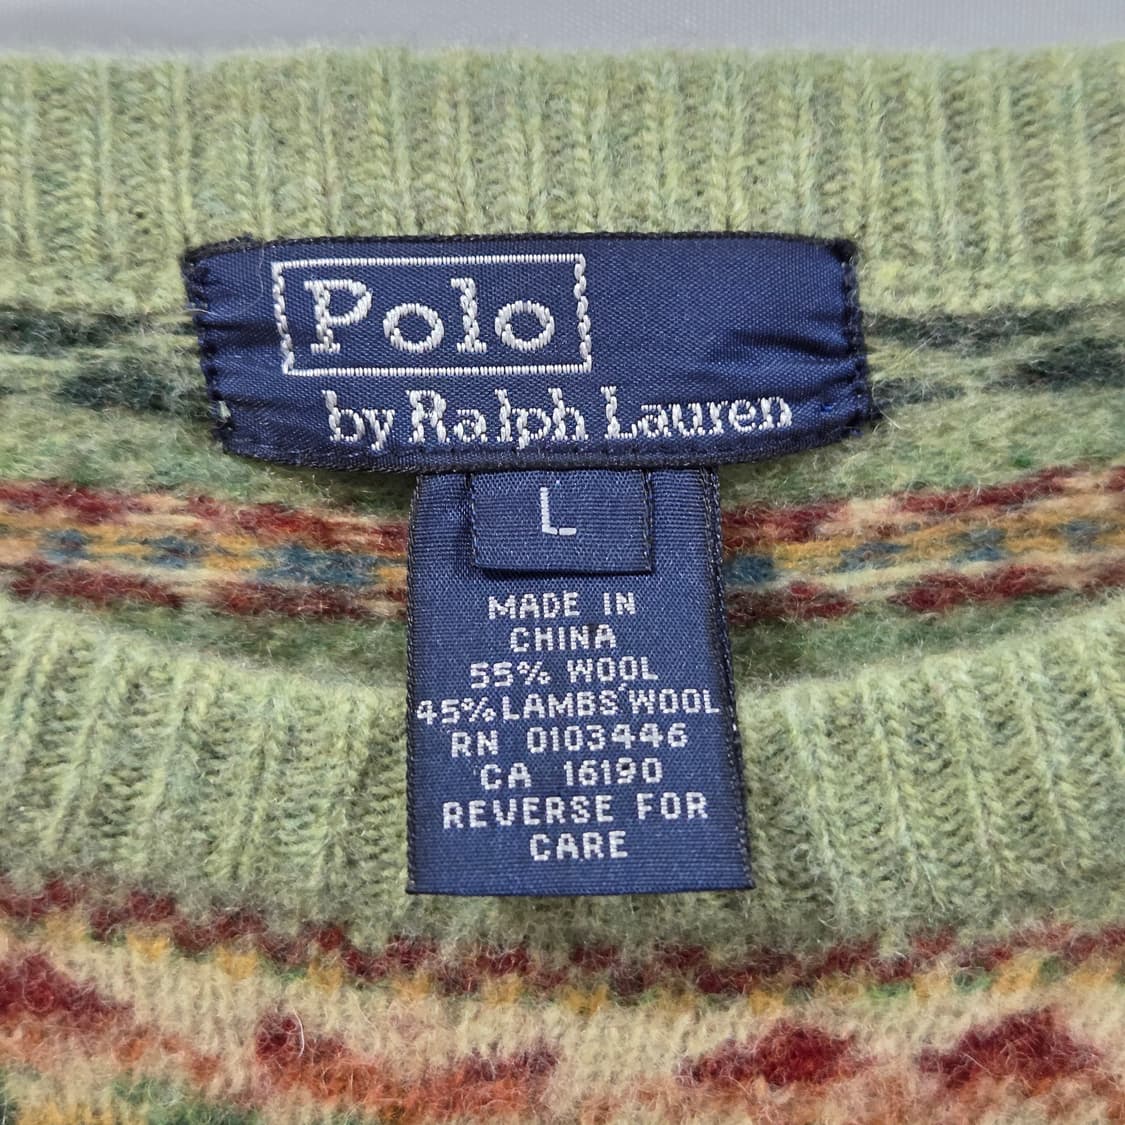 Polo
by Ralph Lauren
L
MADE IN
CHINA
55% WOOL
45% LAMBS'WOOL
RN 0103446
CA 16190
REVERSE FOR
CARE